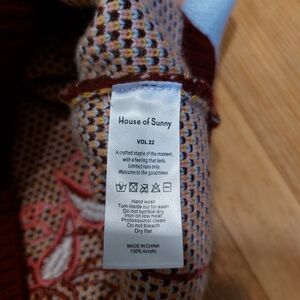 House of Sunny
VOL 22
A crafted staple of the moment,
with a feeling that lasts.
Limited runs only.
Welcome to the good times.
Hand wash
Turn inside out for wash
Do not tumble dry
Iron on low heat
Professional clean
Do not bleach
Dry flat
MADE IN CHINA
100% Acrylic